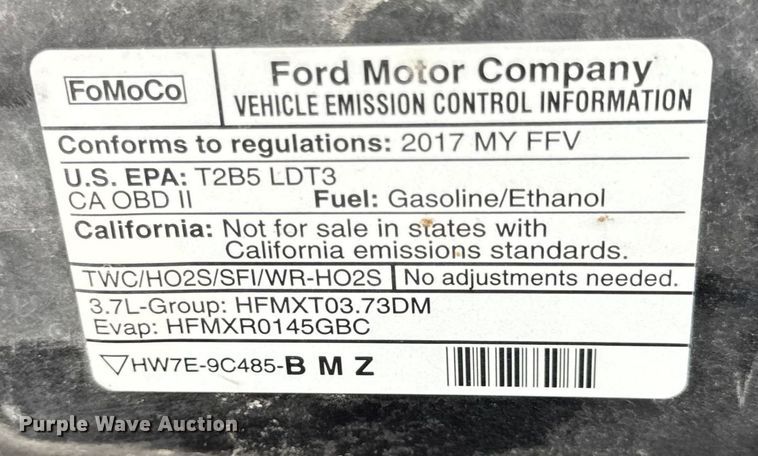 FoMoCo
Ford Motor Company
VEHICLE EMISSION CONTROL INFORMATION
Conforms to regulations: 2017 MY FFV
U.S. EPA: T2B5 LDT3
CA OBD II Fuel: Gasoline/Ethanol
California: Not for sale in states with
California emissions standards.
TWC/HO2S/SFI/WR-HO2S No adjustments needed.
3.7L-Group: HFMXT03.73DM
Evap: HFMXR0145GBC
▽HW7E-9C485-B M Z
Purple Wave Auction